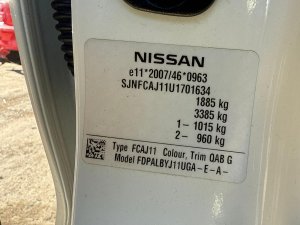 NISSAN
e11*2007/46*0963
SJNFCAJ11U1701634
1885 kg
3385 kg
1- 1015 kg
2- 960 kg
Type FCAJ11 Colour, Trim QAB G
Model FDPALBYJ11UGA-E-A-